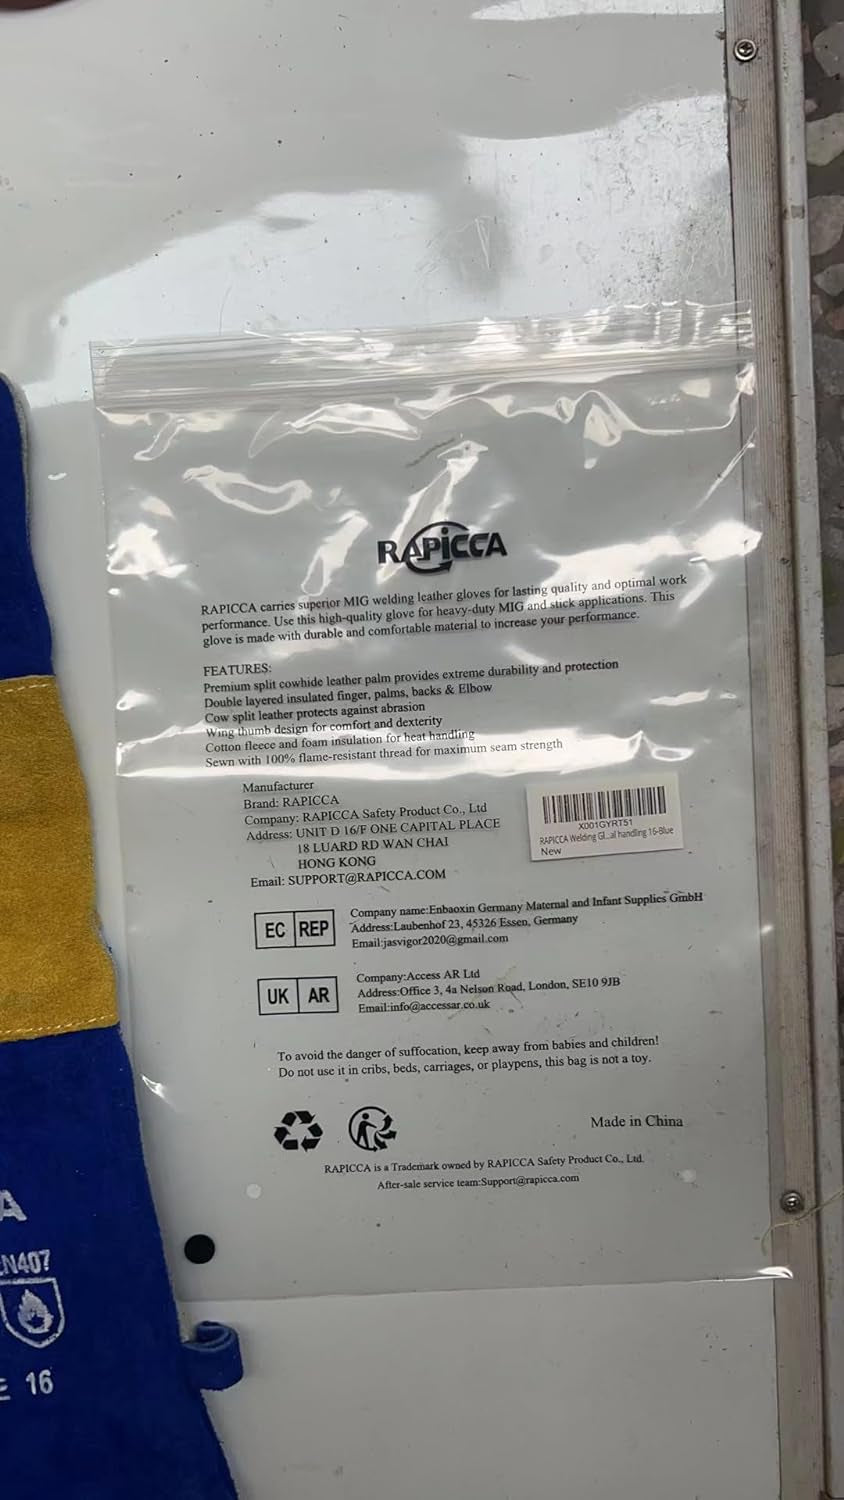 RAPICCA
RAPICCA carries superior MIG welding leather gloves for lasting quality and optimal work
performance. Use this high-quality glove for heavy-duty MIG and stick applications. This
glove is made with durable and comfortable material to increase your performance.
FEATURES:
Premium split cowhide leather palm provides extreme durability and protection
Double layered insulated finger, palms, backs & Elbow
Cow split leather protects against abrasion
Wing thumb design for comfort and dexterity
Cotton fleece and foam insulation for heat handling
Sewn with 100% flame-resistant thread for maximum seam strength
Manufacturer
Brand: RAPICCA
Company: RAPICCA Safety Product Co., Ltd
Address: UNIT D 16/F ONE CAPITAL PLACE
18 LUARD RD WAN CHAI
HONG KONG
Email: SUPPORT@RAPICCA.COM
X001GYRT51
RAPICCA Welding Gl...al handling 16-Blue
New
EC REP
Company name:Enbaoxin Germany Maternal and Infant Supplies GmbH
Address:Laubenhof 23, 45326 Essen, Germany
Email:jasvigor2020@gmail.com
UK AR
Company:Access AR Ltd
Address:Office 3, 4a Nelson Road, London, SE10 9JB
Email:info@accessar.co.uk
To avoid the danger of suffocation, keep away from babies and children!
Do not use it in cribs, beds, carriages, or playpens, this bag is not a toy.
Made in China
RAPICCA is a Trademark owned by RAPICCA Safety Product Co., Ltd.
After-sale service team:Support@rapicca.com
A
EN407
E 16